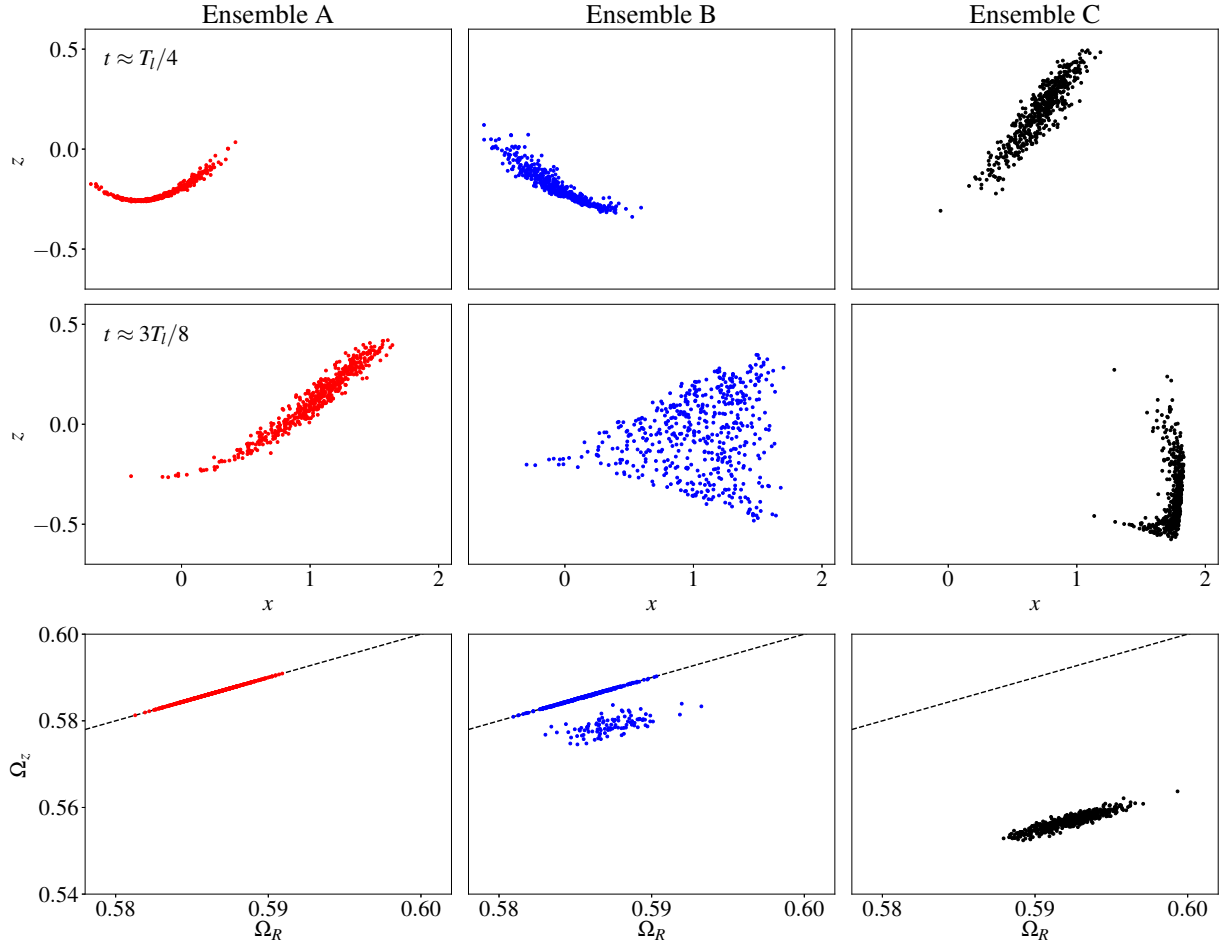 Ensemble A Ensemble B Ensemble C
0.5
t ≈ T_l/4
z
0.0
−0.5
0.5
t ≈ 3T_l/8
z
0.0
−0.5
0 1 2 0 1 2 0 1 2
x x x
0.60
0.58
Ω_z
0.56
0.54
0.58 0.59 0.60 0.58 0.59 0.60 0.58 0.59 0.60
Ω_R Ω_R Ω_R